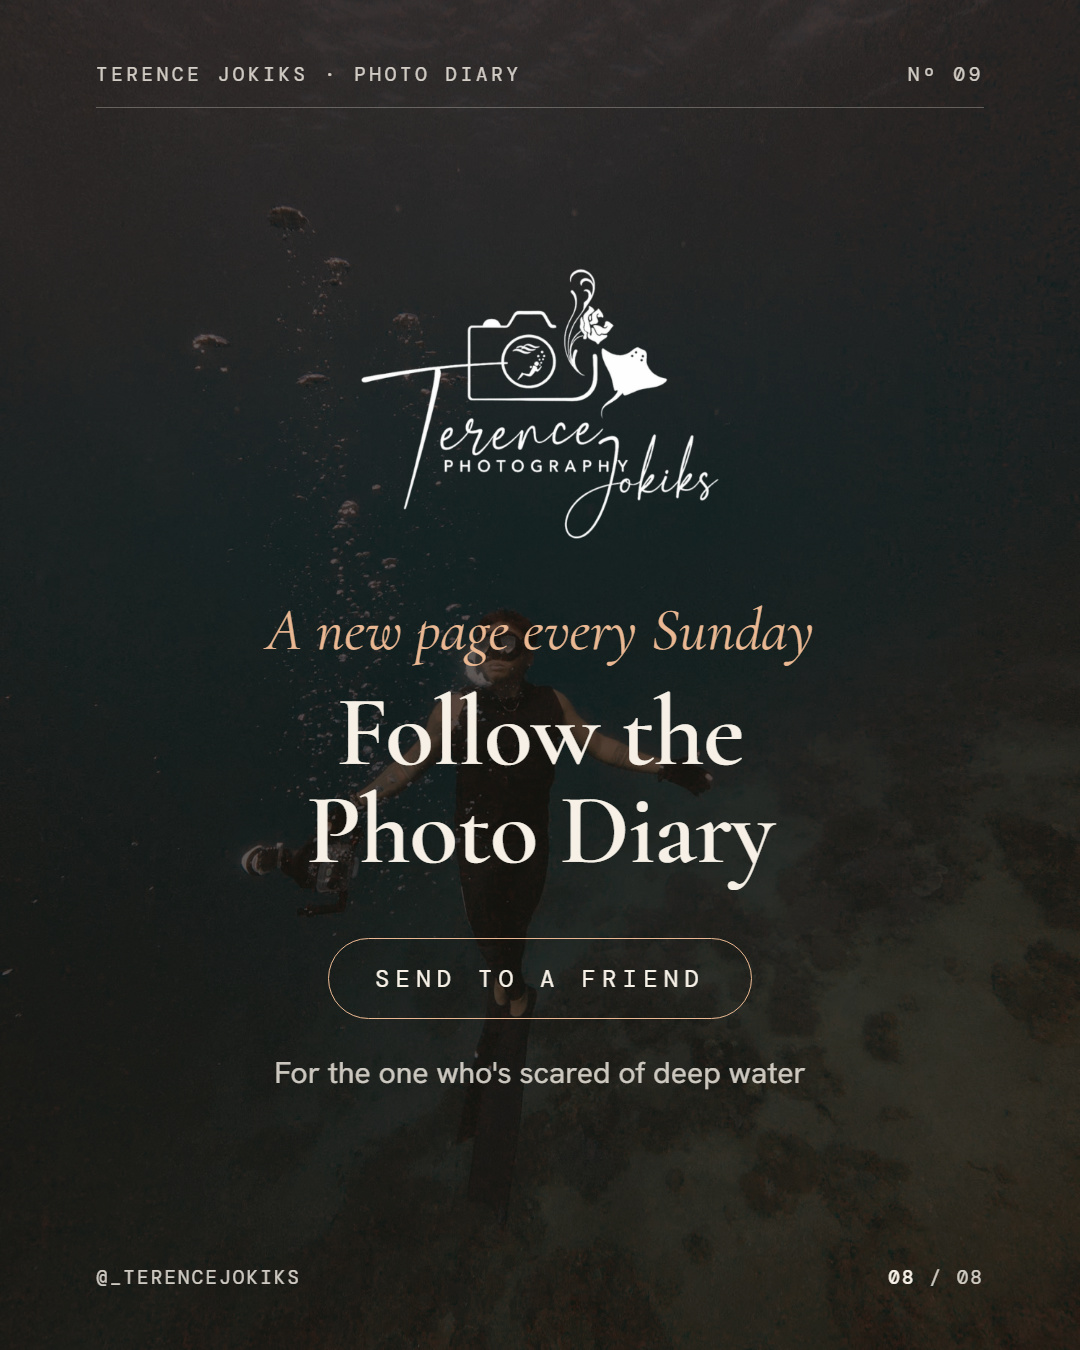 TERENCE JOKIKS · PHOTO DIARY
Nº 09
Terence
PHOTOGRAPHY
Jokiks
A new page every Sunday
Follow the
Photo Diary
SEND TO A FRIEND
For the one who's scared of deep water
@_TERENCEJOKIKS
08 / 08